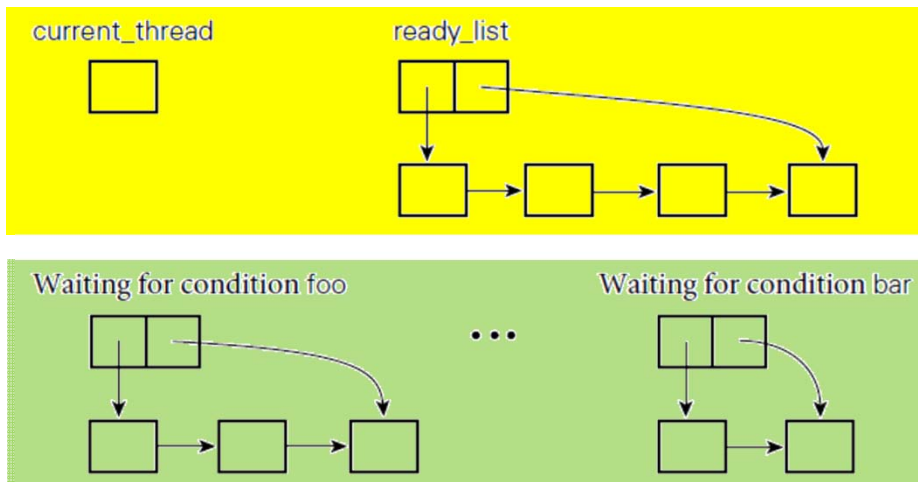 current_thread
ready_list
Waiting for condition foo
...
Waiting for condition bar